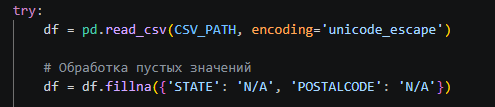 try:
df = pd.read_csv(CSV_PATH, encoding='unicode_escape')
# Обработка пустых значений
df = df.fillna({'STATE': 'N/A', 'POSTALCODE': 'N/A'})